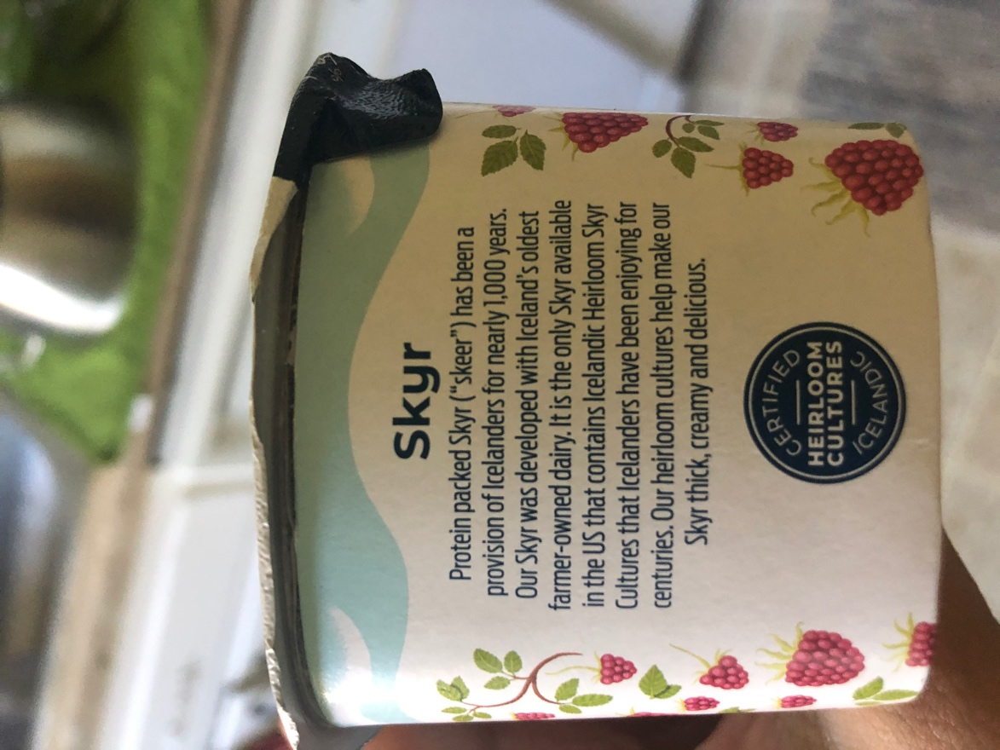 Skyr
Protein packed Skyr (“skeer”) has been a
provision of Icelanders for nearly 1,000 years.
Our Skyr was developed with Iceland's oldest
farmer-owned dairy. It is the only Skyr available
in the US that contains Icelandic Heirloom Skyr
Cultures that Icelanders have been enjoying for
centuries. Our heirloom cultures help make our
Skyr thick, creamy and delicious.
CERTIFIED
HEIRLOOM
CULTURES
ICELANDIC